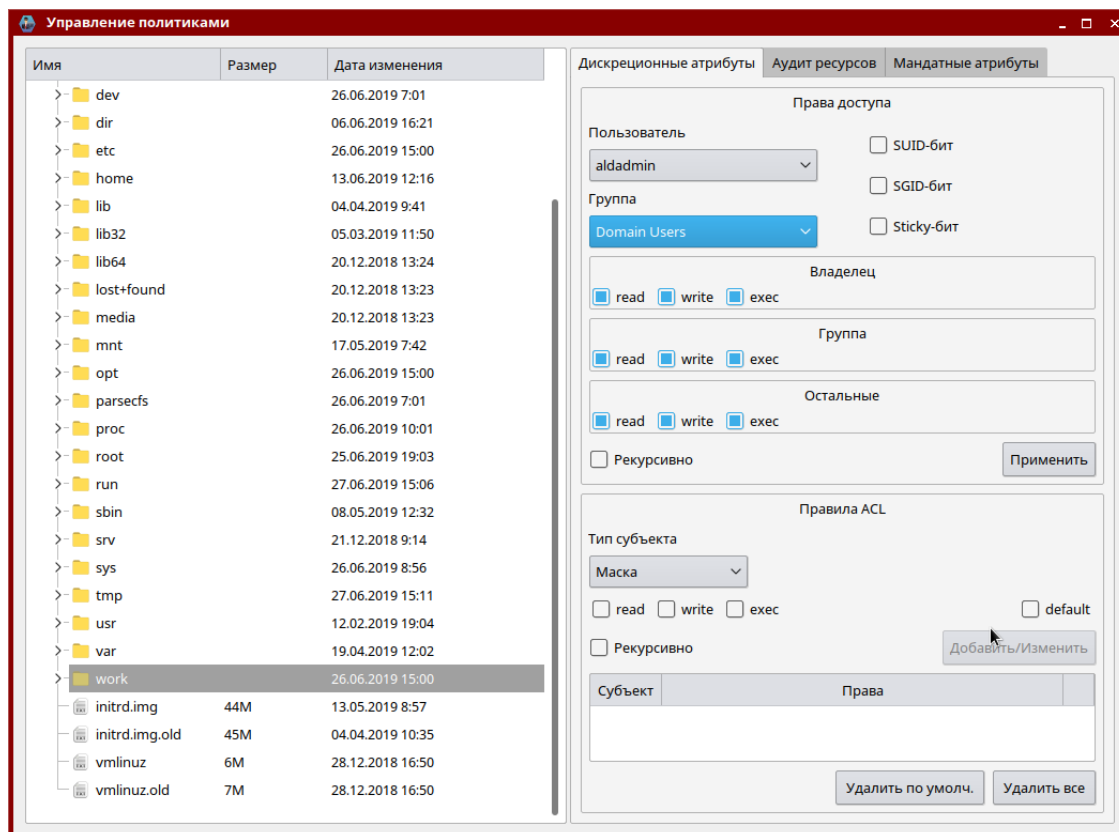 Управление политиками
Имя Размер Дата изменения
dev 26.06.2019 7:01
dir 06.06.2019 16:21
etc 26.06.2019 15:00
home 13.06.2019 12:16
lib 04.04.2019 9:41
lib32 05.03.2019 11:50
lib64 20.12.2018 13:24
lost+found 20.12.2018 13:23
media 20.12.2018 13:23
mnt 17.05.2019 7:42
opt 26.06.2019 15:00
parsecfs 26.06.2019 7:01
proc 26.06.2019 10:01
root 25.06.2019 19:03
run 27.06.2019 15:06
sbin 08.05.2019 12:32
srv 21.12.2018 9:14
sys 26.06.2019 8:56
tmp 27.06.2019 15:11
usr 12.02.2019 19:04
var 19.04.2019 12:02
work 26.06.2019 15:00
initrd.img 44M 13.05.2019 8:57
initrd.img.old 45M 04.04.2019 10:35
vmlinuz 6M 28.12.2018 16:50
vmlinuz.old 7M 28.12.2018 16:50
Дискреционные атрибуты Аудит ресурсов Мандатные атрибуты
Права доступа
Пользователь
aldadmin
Группа
Domain Users
SUID-бит
SGID-бит
Sticky-бит
Владелец
read write exec
Группа
read write exec
Остальные
read write exec
Рекурсивно Применить
Правила ACL
Тип субъекта
Маска
read write exec default
Рекурсивно Добавить/Изменить
Субъект Права
Удалить по умолч. Удалить все